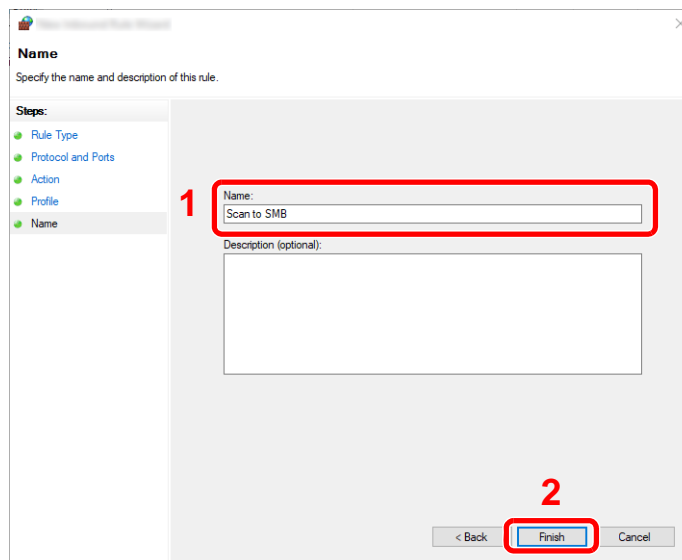 Name
Specify the name and description of this rule.
Steps:
Rule Type
Protocol and Ports
Action
Profile
Name
1
Name:
Scan to SMB
Description (optional):
2
< Back
Finish
Cancel